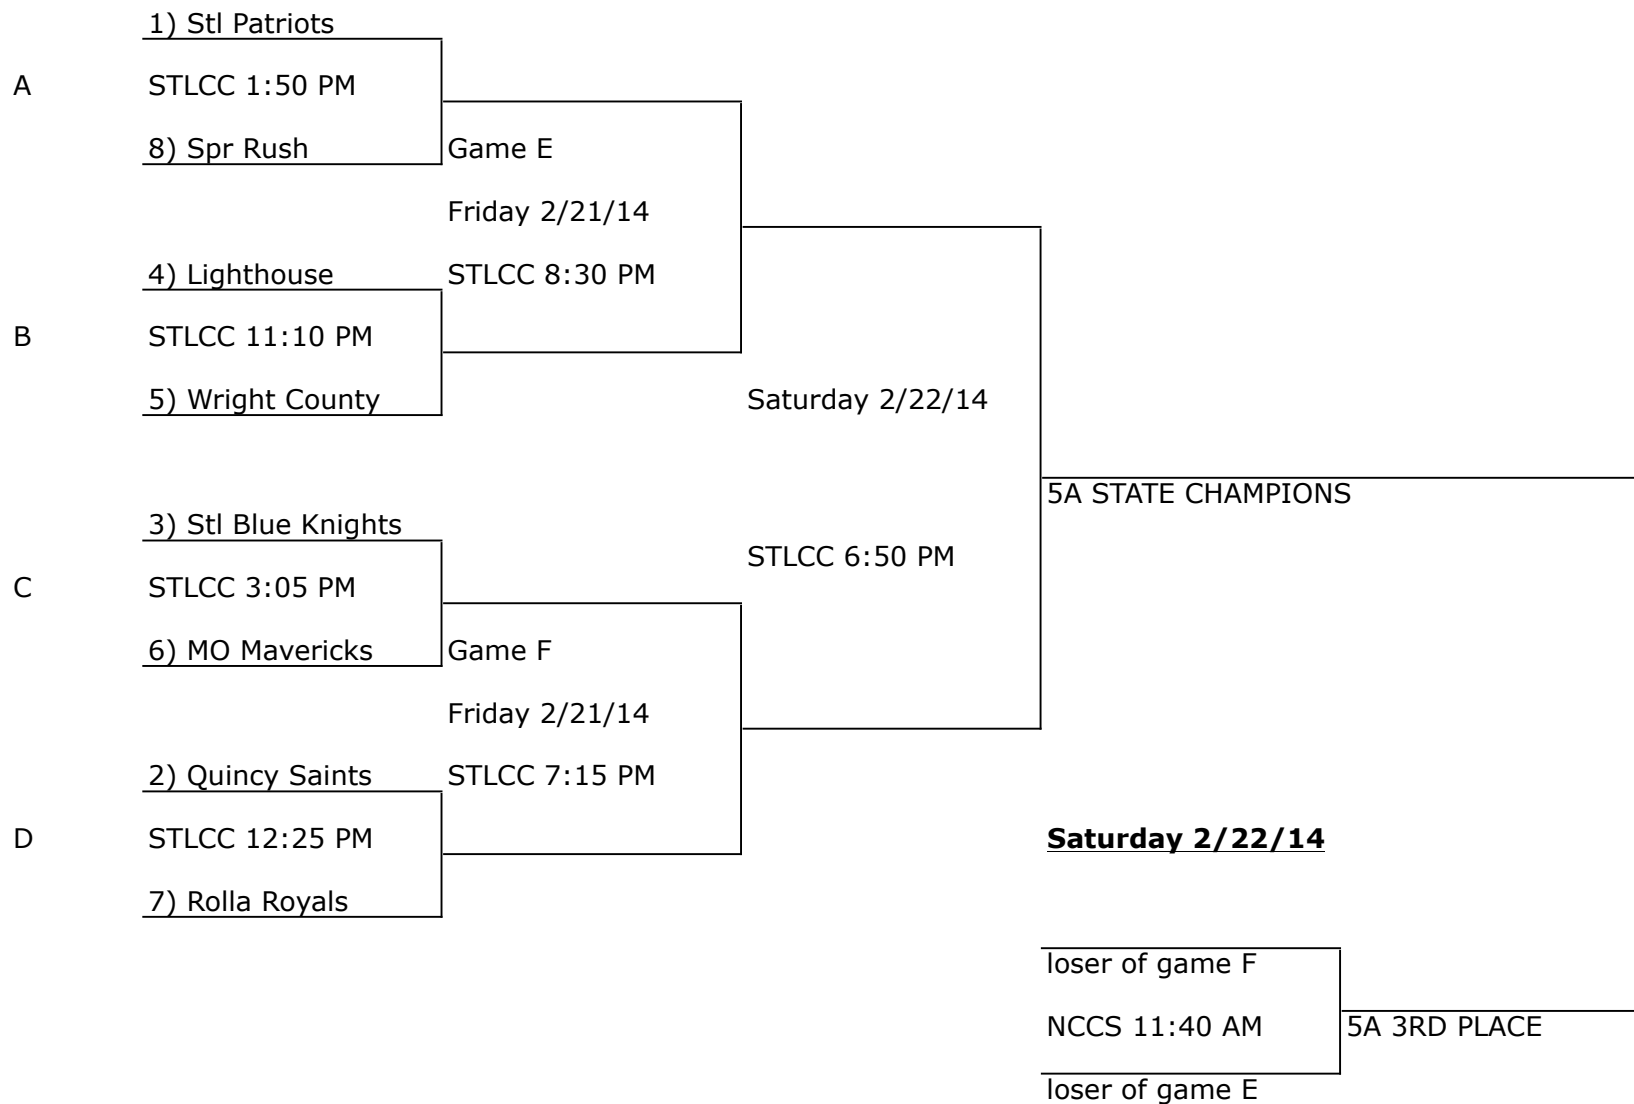 1) Stl Patriots
A
STLCC 1:50 PM
8) Spr Rush
Game E
Friday 2/21/14
4) Lighthouse
STLCC 8:30 PM
B
STLCC 11:10 PM
5) Wright County
Saturday 2/22/14
5A STATE CHAMPIONS
3) Stl Blue Knights
STLCC 6:50 PM
C
STLCC 3:05 PM
6) MO Mavericks
Game F
Friday 2/21/14
2) Quincy Saints
STLCC 7:15 PM
D
STLCC 12:25 PM
Saturday 2/22/14
7) Rolla Royals
loser of game F
NCCS 11:40 AM
5A 3RD PLACE
loser of game E